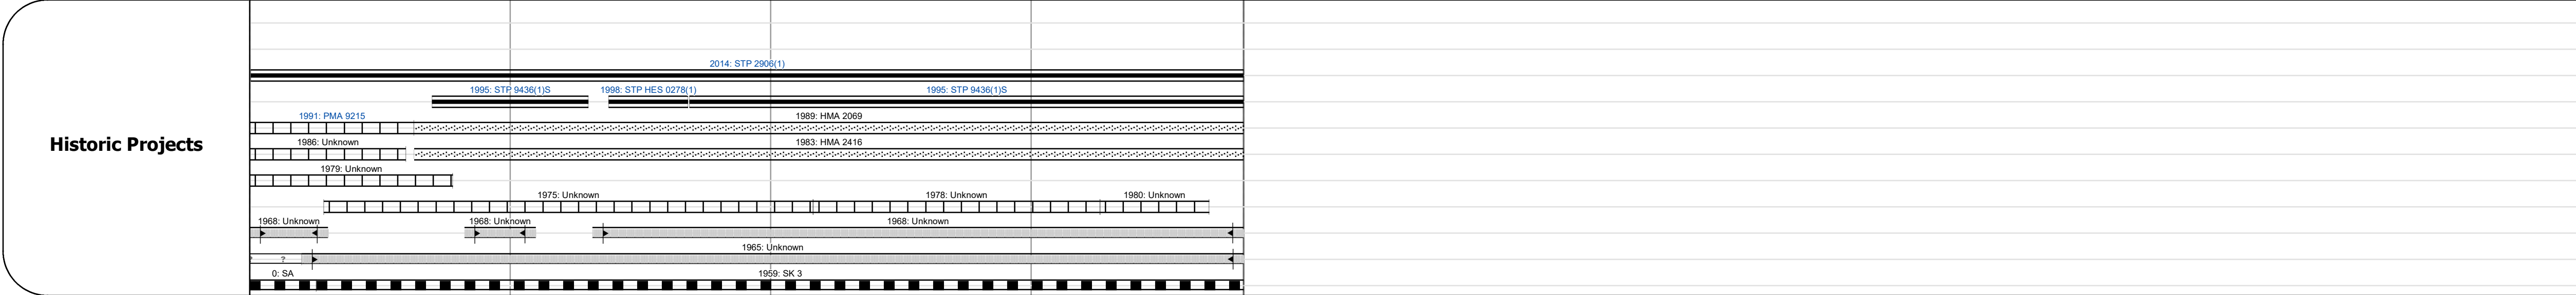 Historic Projects
2014: STP 2906(1)
1995: STP 9436(1)S
1998: STP HES 0278(1)
1995: STP 9436(1)S
1991: PMA 9215
1989: HMA 2069
1986: Unknown
1983: HMA 2416
1979: Unknown
1975: Unknown
1978: Unknown
1980: Unknown
1968: Unknown
1968: Unknown
1968: Unknown
1965: Unknown
?
0: SA
1959: SK 3